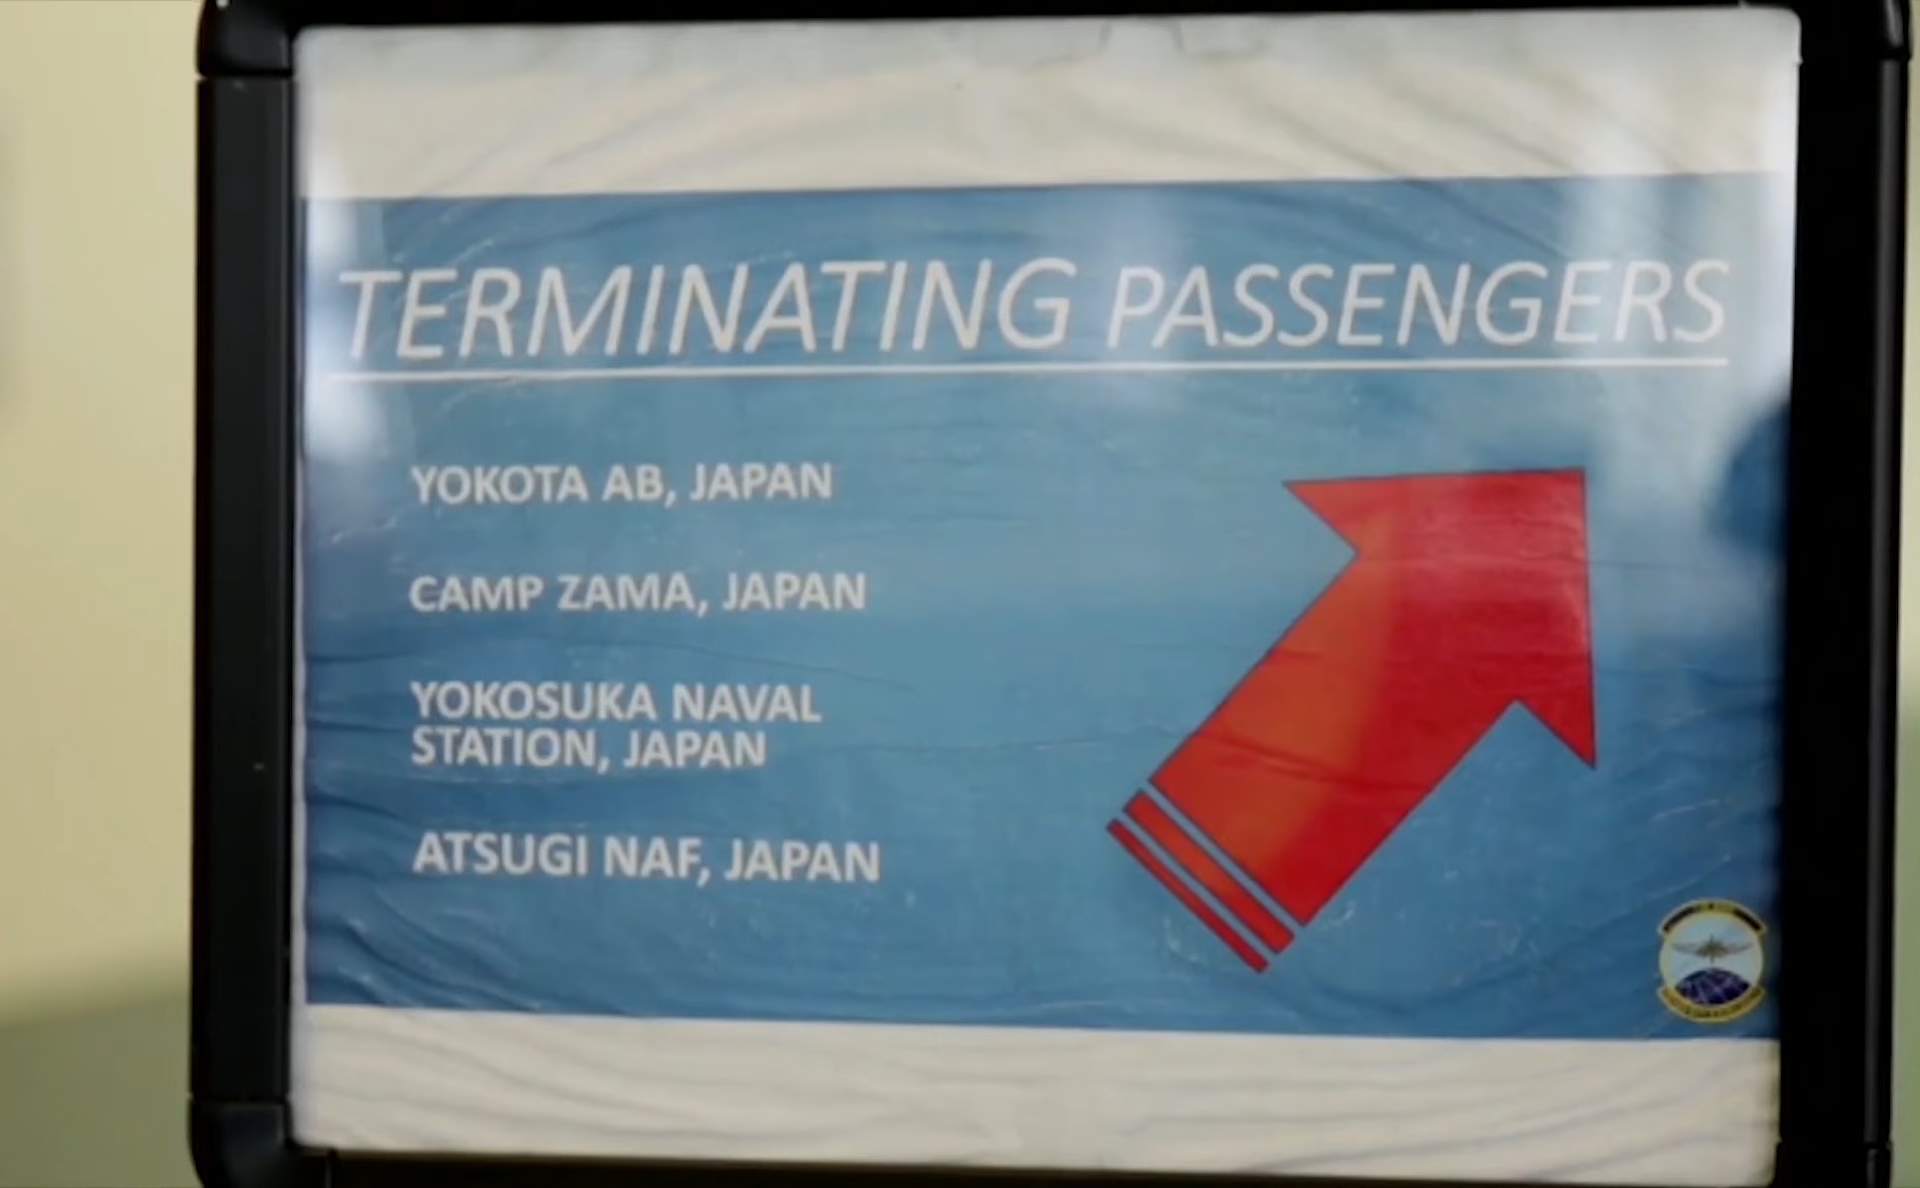 TERMINATING PASSENGERS
YOKOTA AB, JAPAN
CAMP ZAMA, JAPAN
YOKOSUKA NAVAL
STATION, JAPAN
ATSUGI NAF, JAPAN